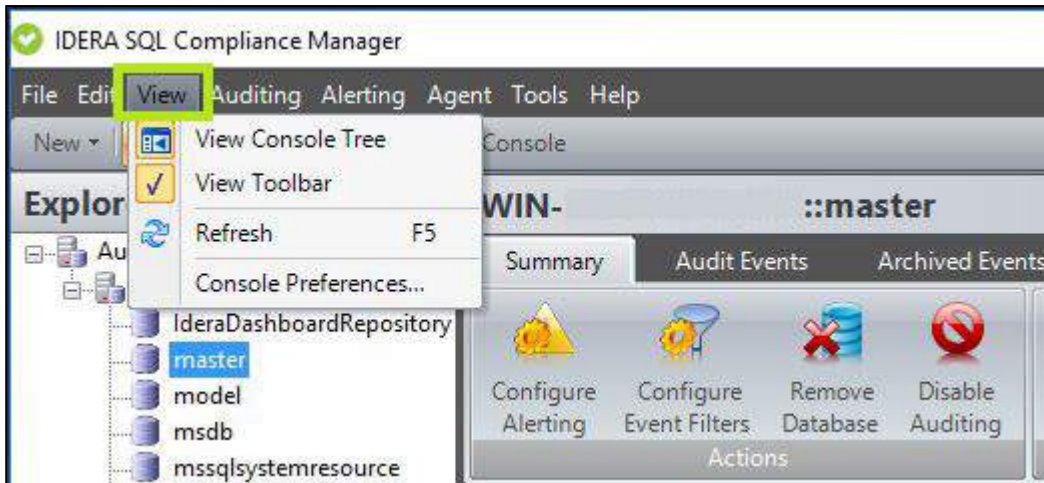 IDERA SQL Compliance Manager
File Edit View Auditing Alerting Agent Tools Help
New Console
View Console Tree
View Toolbar
Refresh F5
Console Preferences...
Explor
WIN- ::master
Au
Summary Audit Events Archived Events
IderaDashboardRepository
master
model
msdb
mssqlsystemresource
Configure Alerting
Configure Event Filters
Remove Database
Disable Auditing
Actions